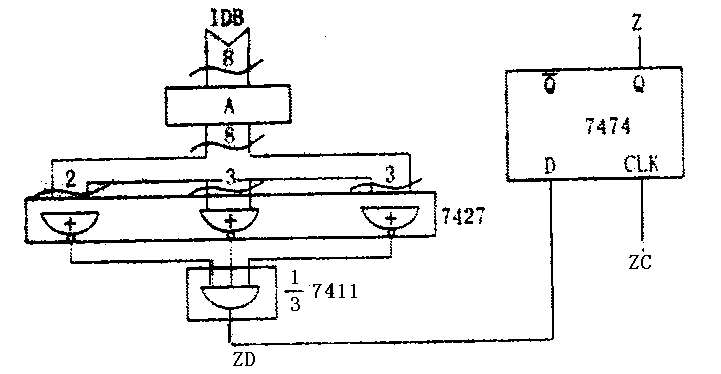 IDB
Z
8
Q̅ Q
A
7474
8
D CLK
2 3 3
+ + +
7427
ZC
1/3 7411
ZD